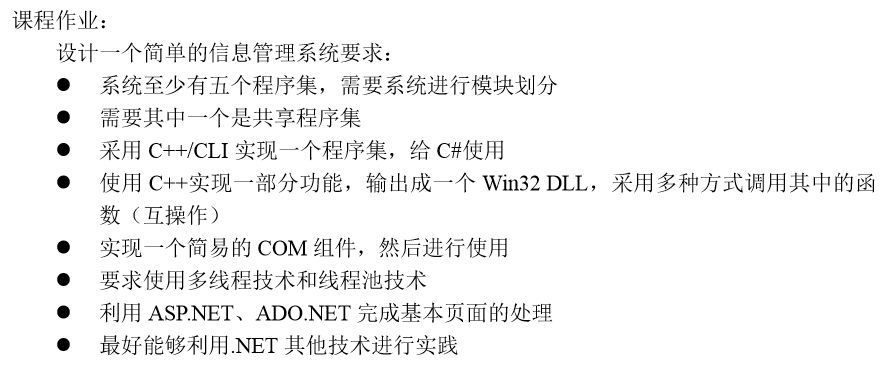 课程作业：
设计一个简单的信息管理系统要求：
● 系统至少有五个程序集，需要系统进行模块划分
● 需要其中一个是共享程序集
● 采用 C++/CLI 实现一个程序集，给 C#使用
● 使用 C++实现一部分功能，输出成一个 Win32 DLL，采用多种方式调用其中的函
数（互操作）
● 实现一个简易的 COM 组件，然后进行使用
● 要求使用多线程技术和线程池技术
● 利用 ASP.NET、ADO.NET 完成基本页面的处理
● 最好能够利用.NET 其他技术进行实践